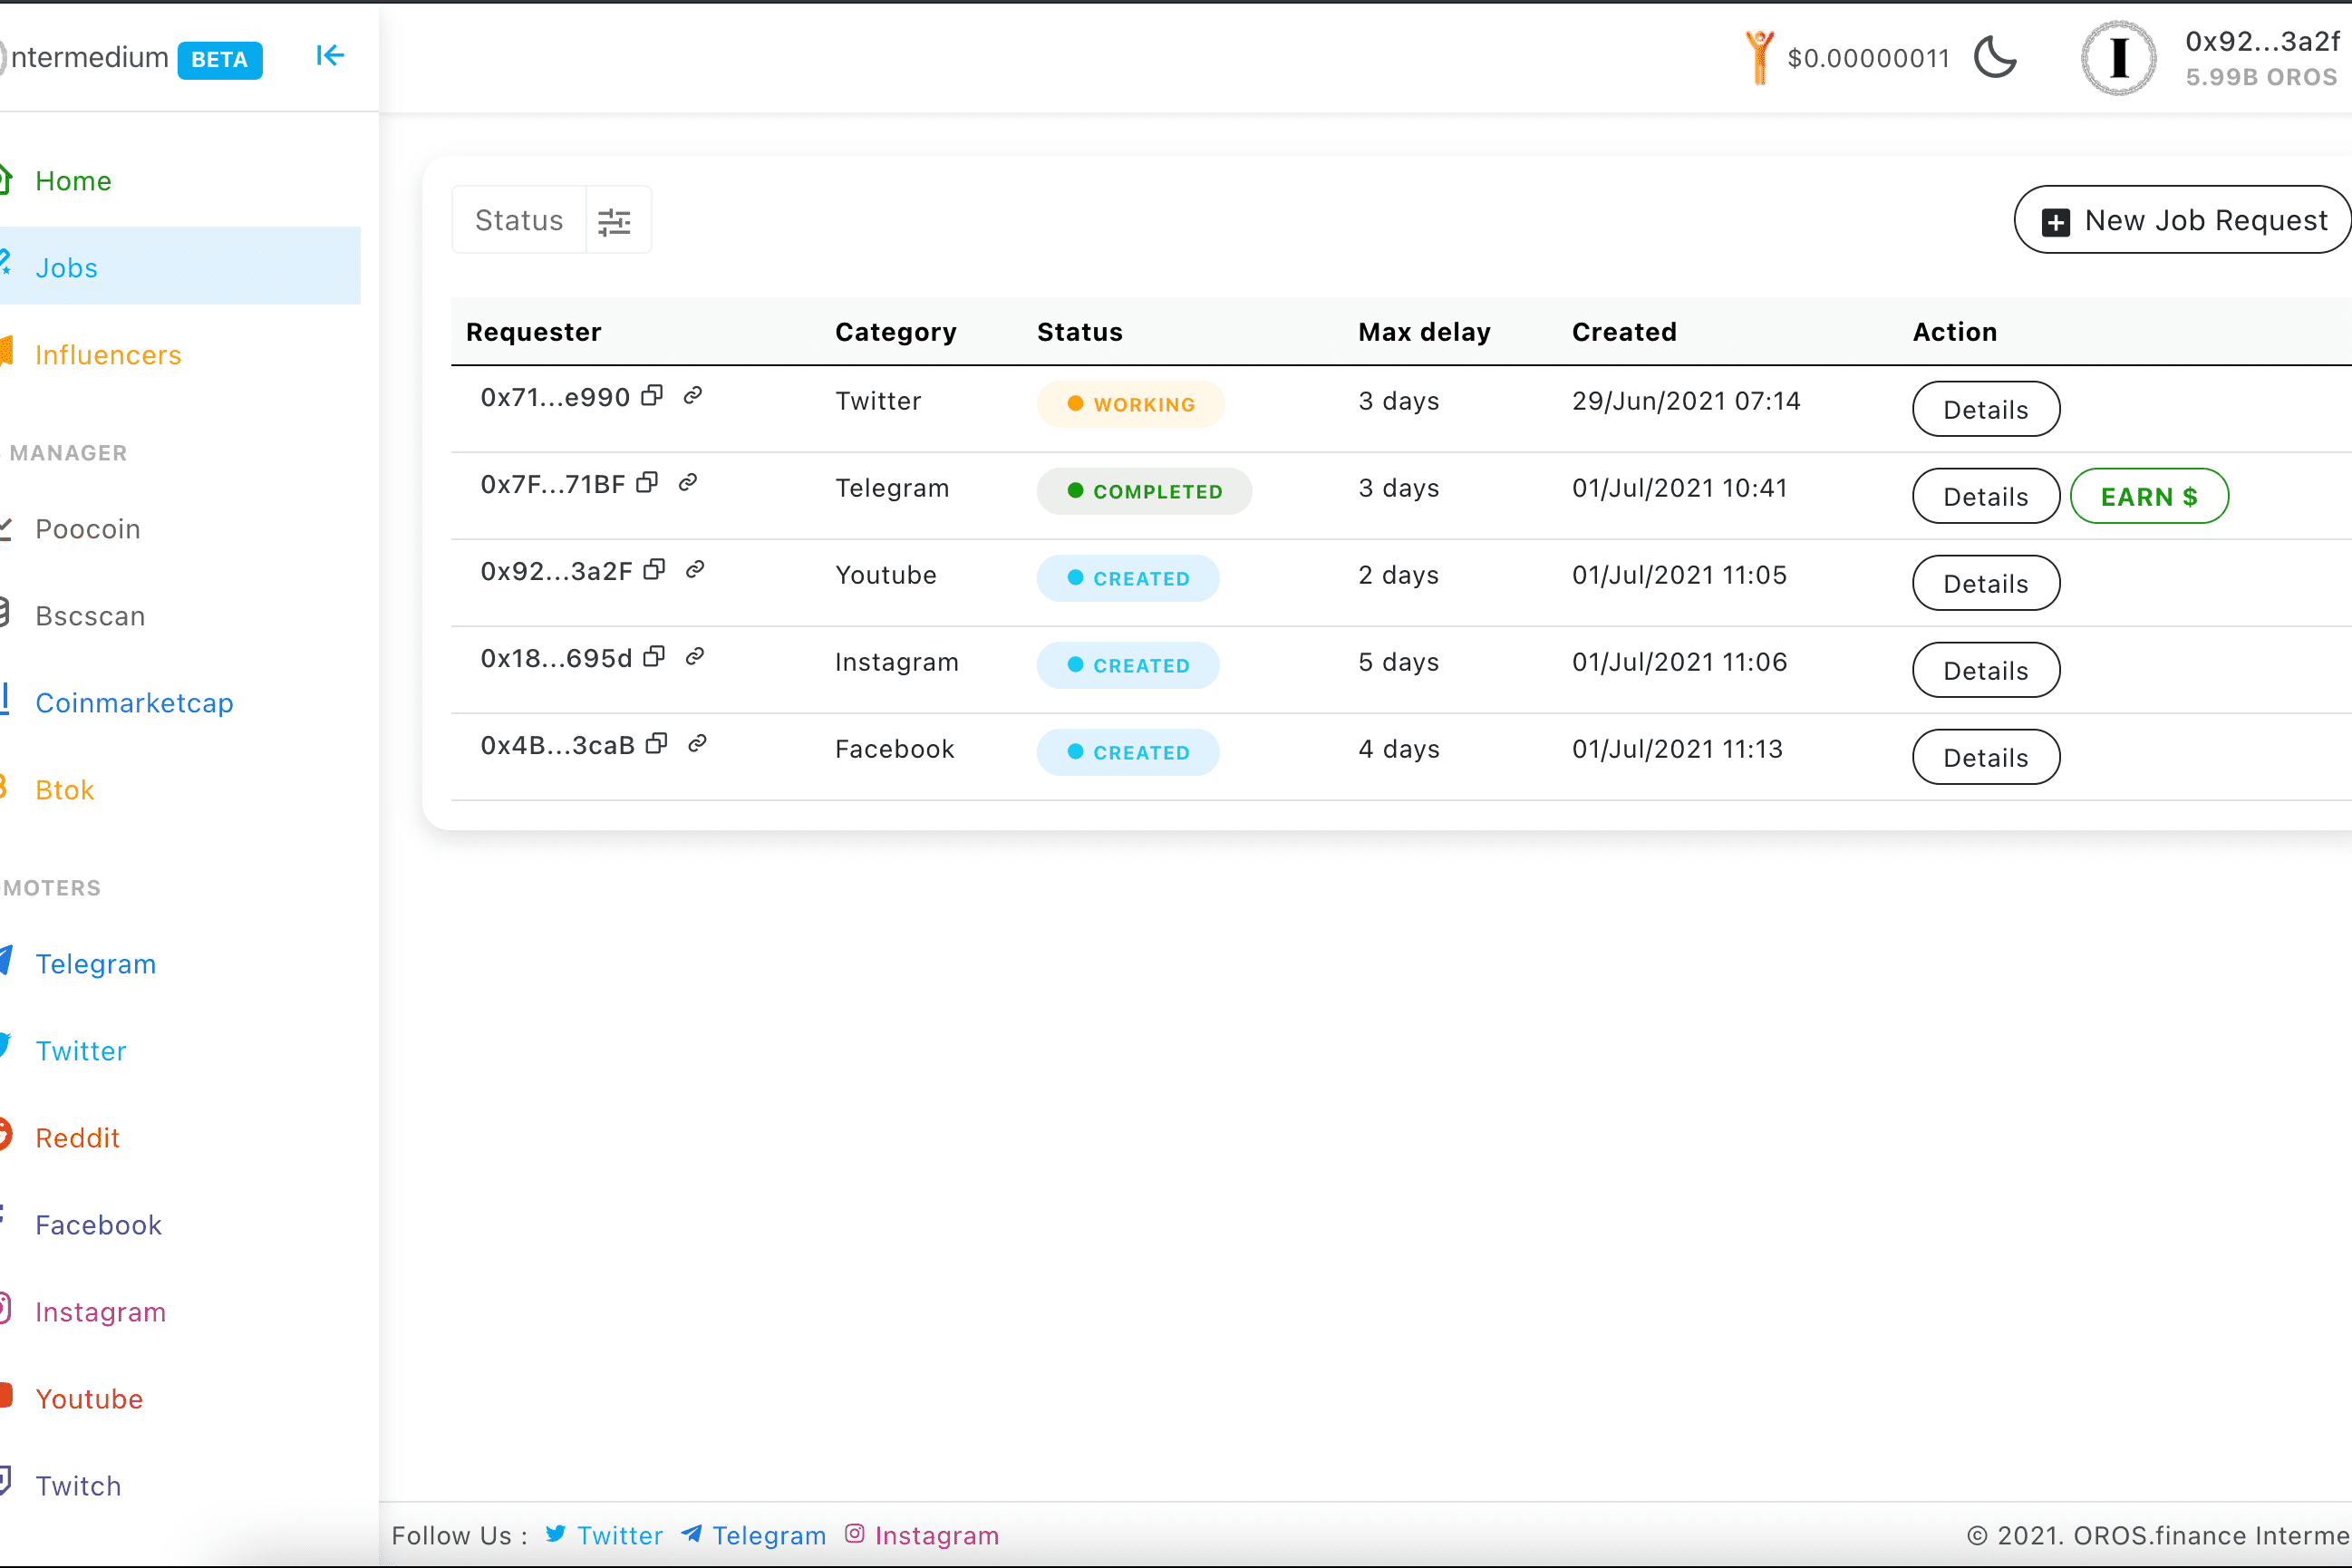 ntermedium BETA
$0.00000011
0x92...3a2f
5.99B OROS
Home
Jobs
Influencers
MANAGER
Poocoin
Bscscan
Coinmarketcap
Btok
MOTERS
Telegram
Twitter
Reddit
Facebook
Instagram
Youtube
Twitch
Status
New Job Request
Requester Category Status Max delay Created Action
0x71...e990 Twitter WORKING 3 days 29/Jun/2021 07:14 Details
0x7F...71BF Telegram COMPLETED 3 days 01/Jul/2021 10:41 Details EARN $
0x92...3a2F Youtube CREATED 2 days 01/Jul/2021 11:05 Details
0x18...695d Instagram CREATED 5 days 01/Jul/2021 11:06 Details
0x4B...3caB Facebook CREATED 4 days 01/Jul/2021 11:13 Details
Follow Us : Twitter Telegram Instagram
© 2021. OROS.finance Interme